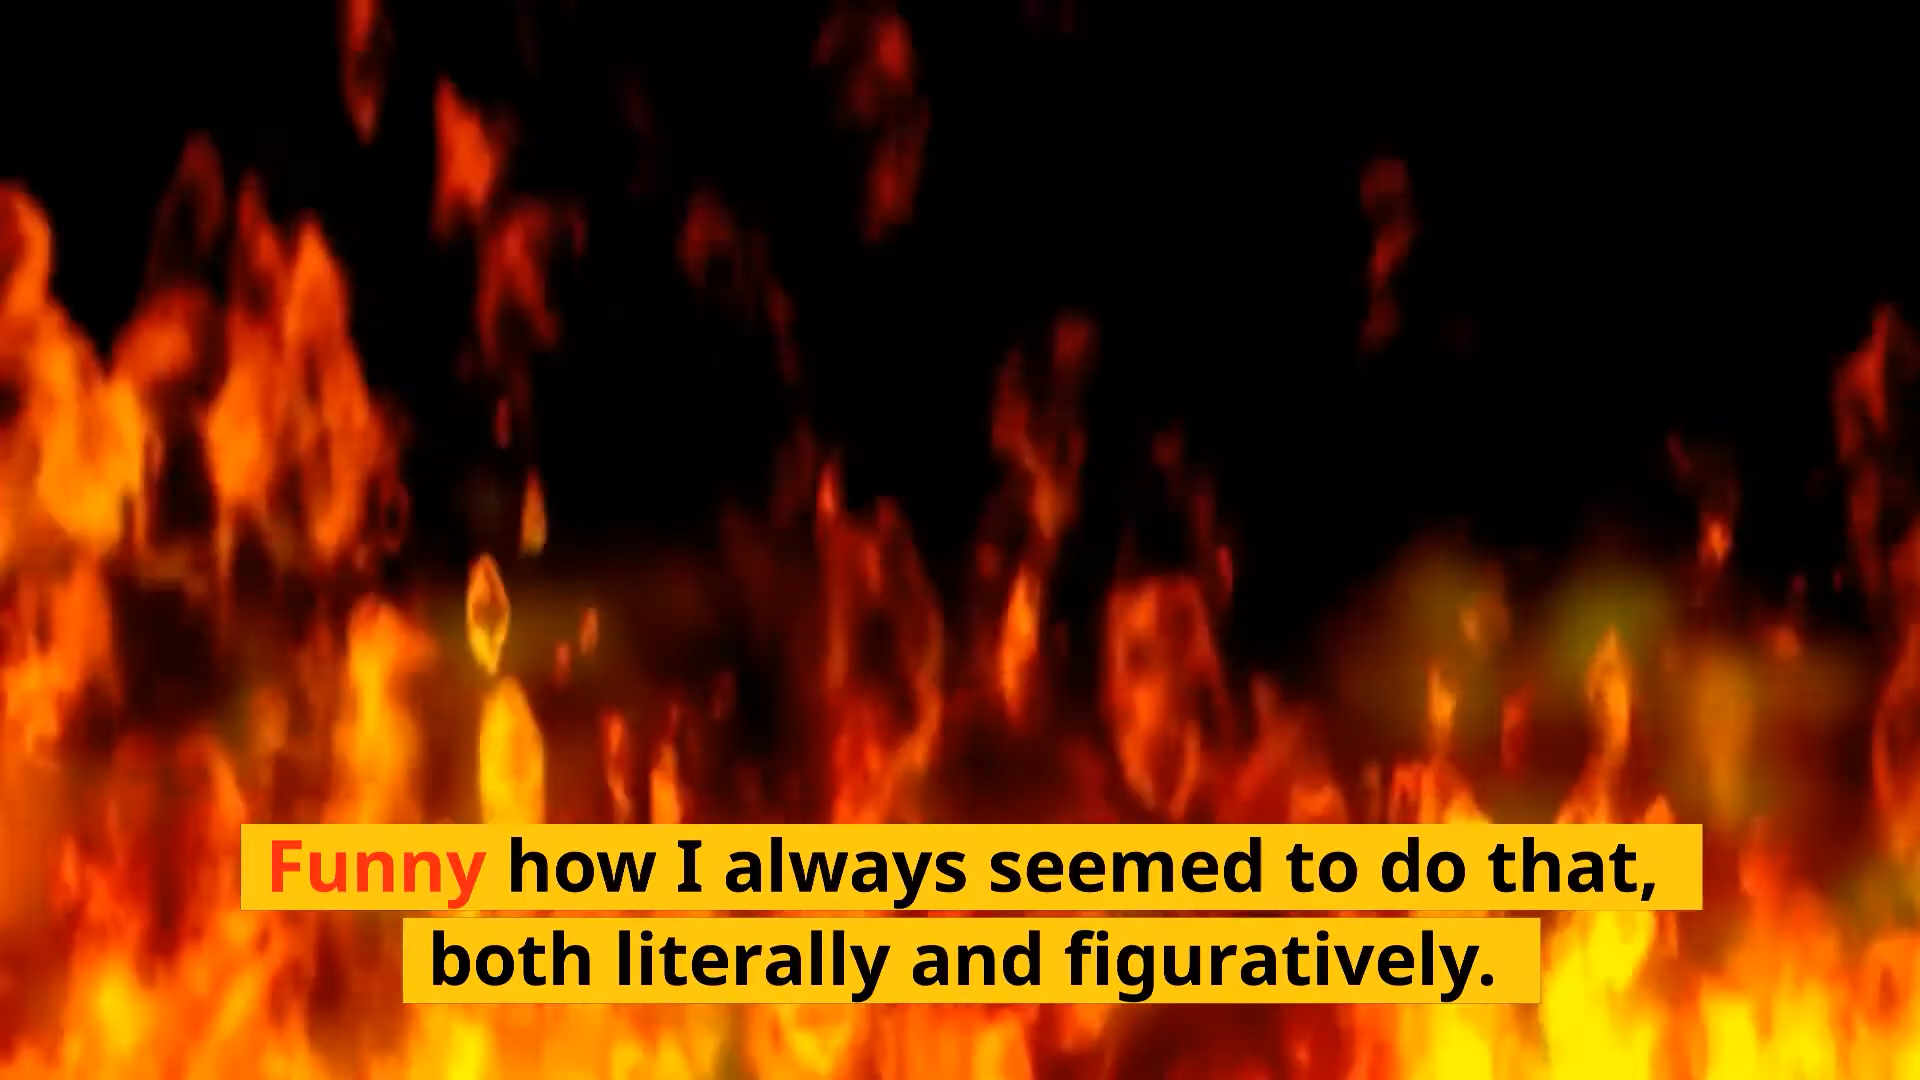 Funny how I always seemed to do that,
both literally and figuratively.